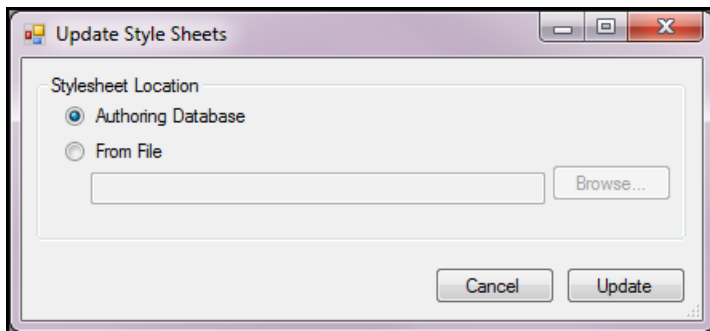 Update Style Sheets
Stylesheet Location
Authoring Database
From File
Browse...
Cancel Update